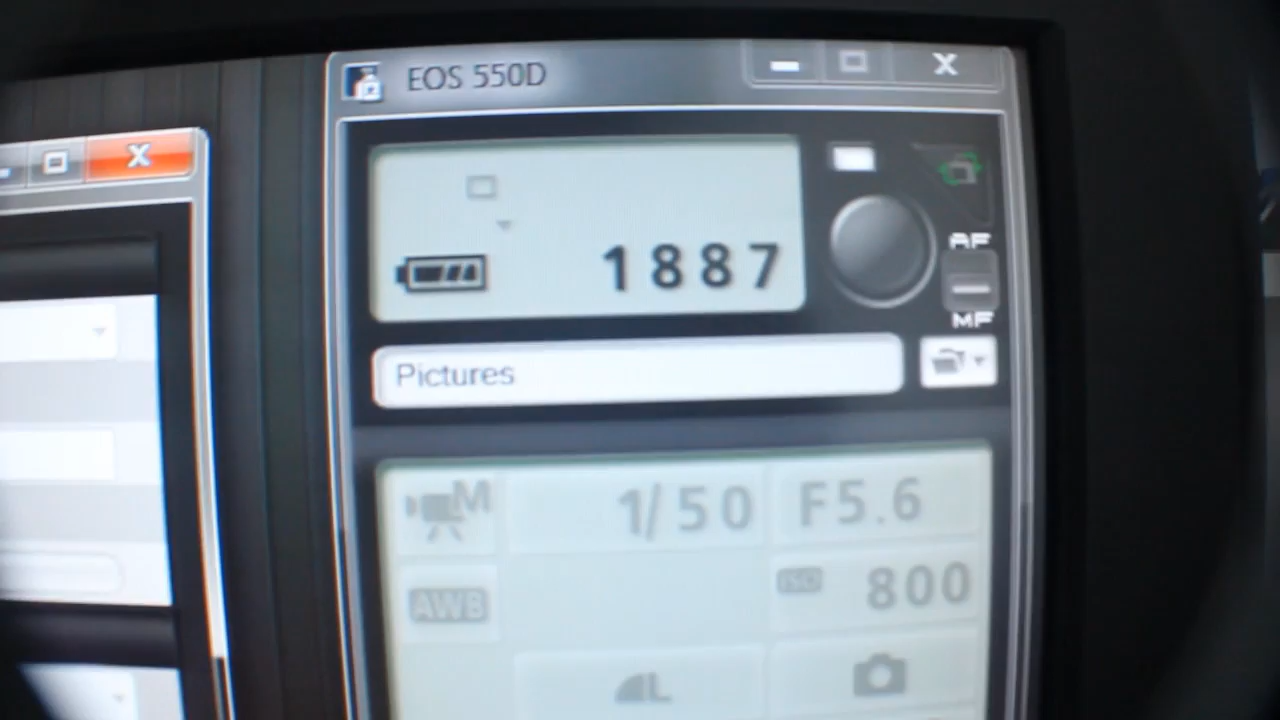 EOS 550D
1887
AF
MF
Pictures
M
1/50
F5.6
AWB
ISO
800
L